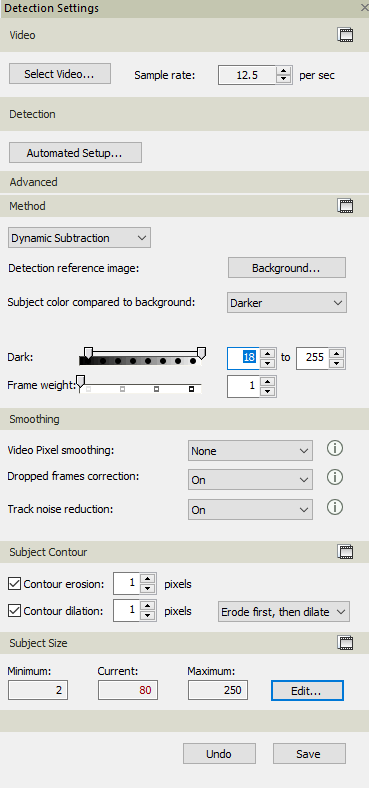 Detection Settings
Video
Select Video... Sample rate: 12.5 per sec
Detection
Automated Setup...
Advanced
Method
Dynamic Subtraction
Detection reference image: Background...
Subject color compared to background: Darker
Dark: 18 to 255
Frame weight: 1
Smoothing
Video Pixel smoothing: None
Dropped frames correction: On
Track noise reduction: On
Subject Contour
Contour erosion: 1 pixels
Contour dilation: 1 pixels Erode first, then dilate
Subject Size
Minimum: Current: Maximum:
2 80 250 Edit...
Undo Save